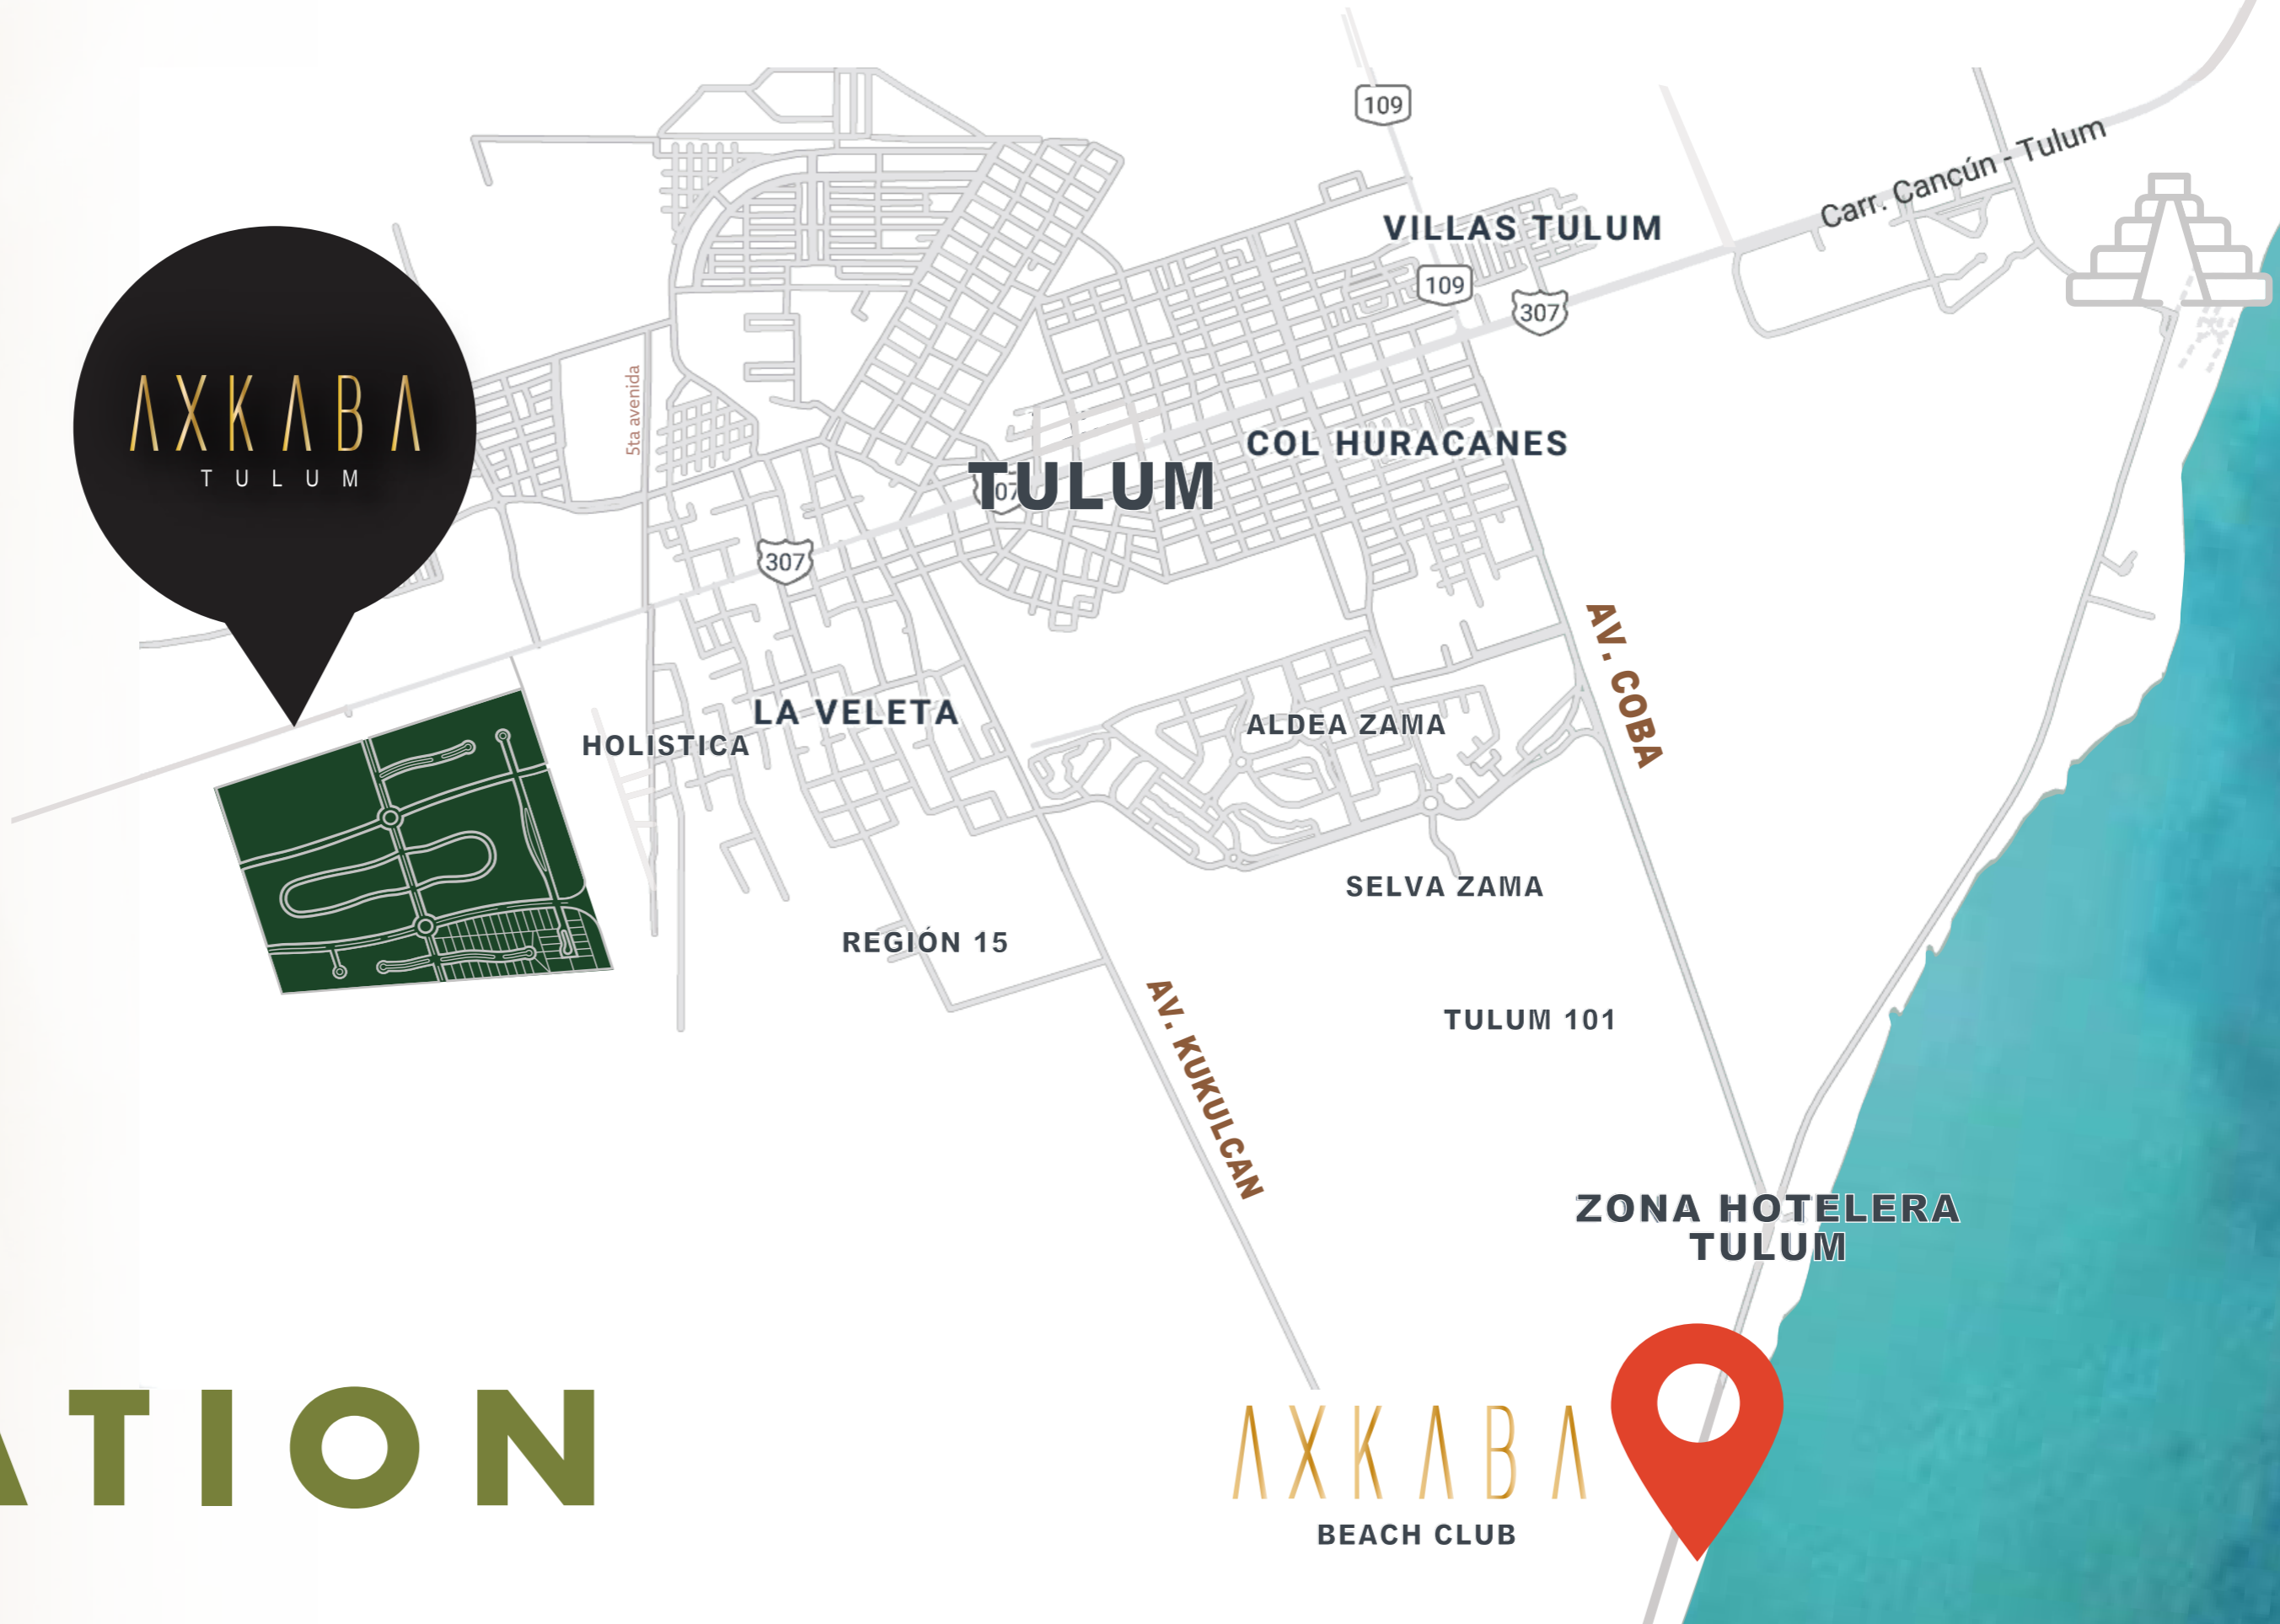 109
Carr. Cancún - Tulum
VILLAS TULUM
109
307
AXKABA
TULUM
5ta avenida
COL HURACANES
TULUM
307
AV. COBA
LA VELETA
ALDEA ZAMA
HOLISTICA
SELVA ZAMA
REGIÓN 15
TULUM 101
AV. KUKULCAN
ZONA HOTELERA
TULUM
ATION
AXKABA
BEACH CLUB